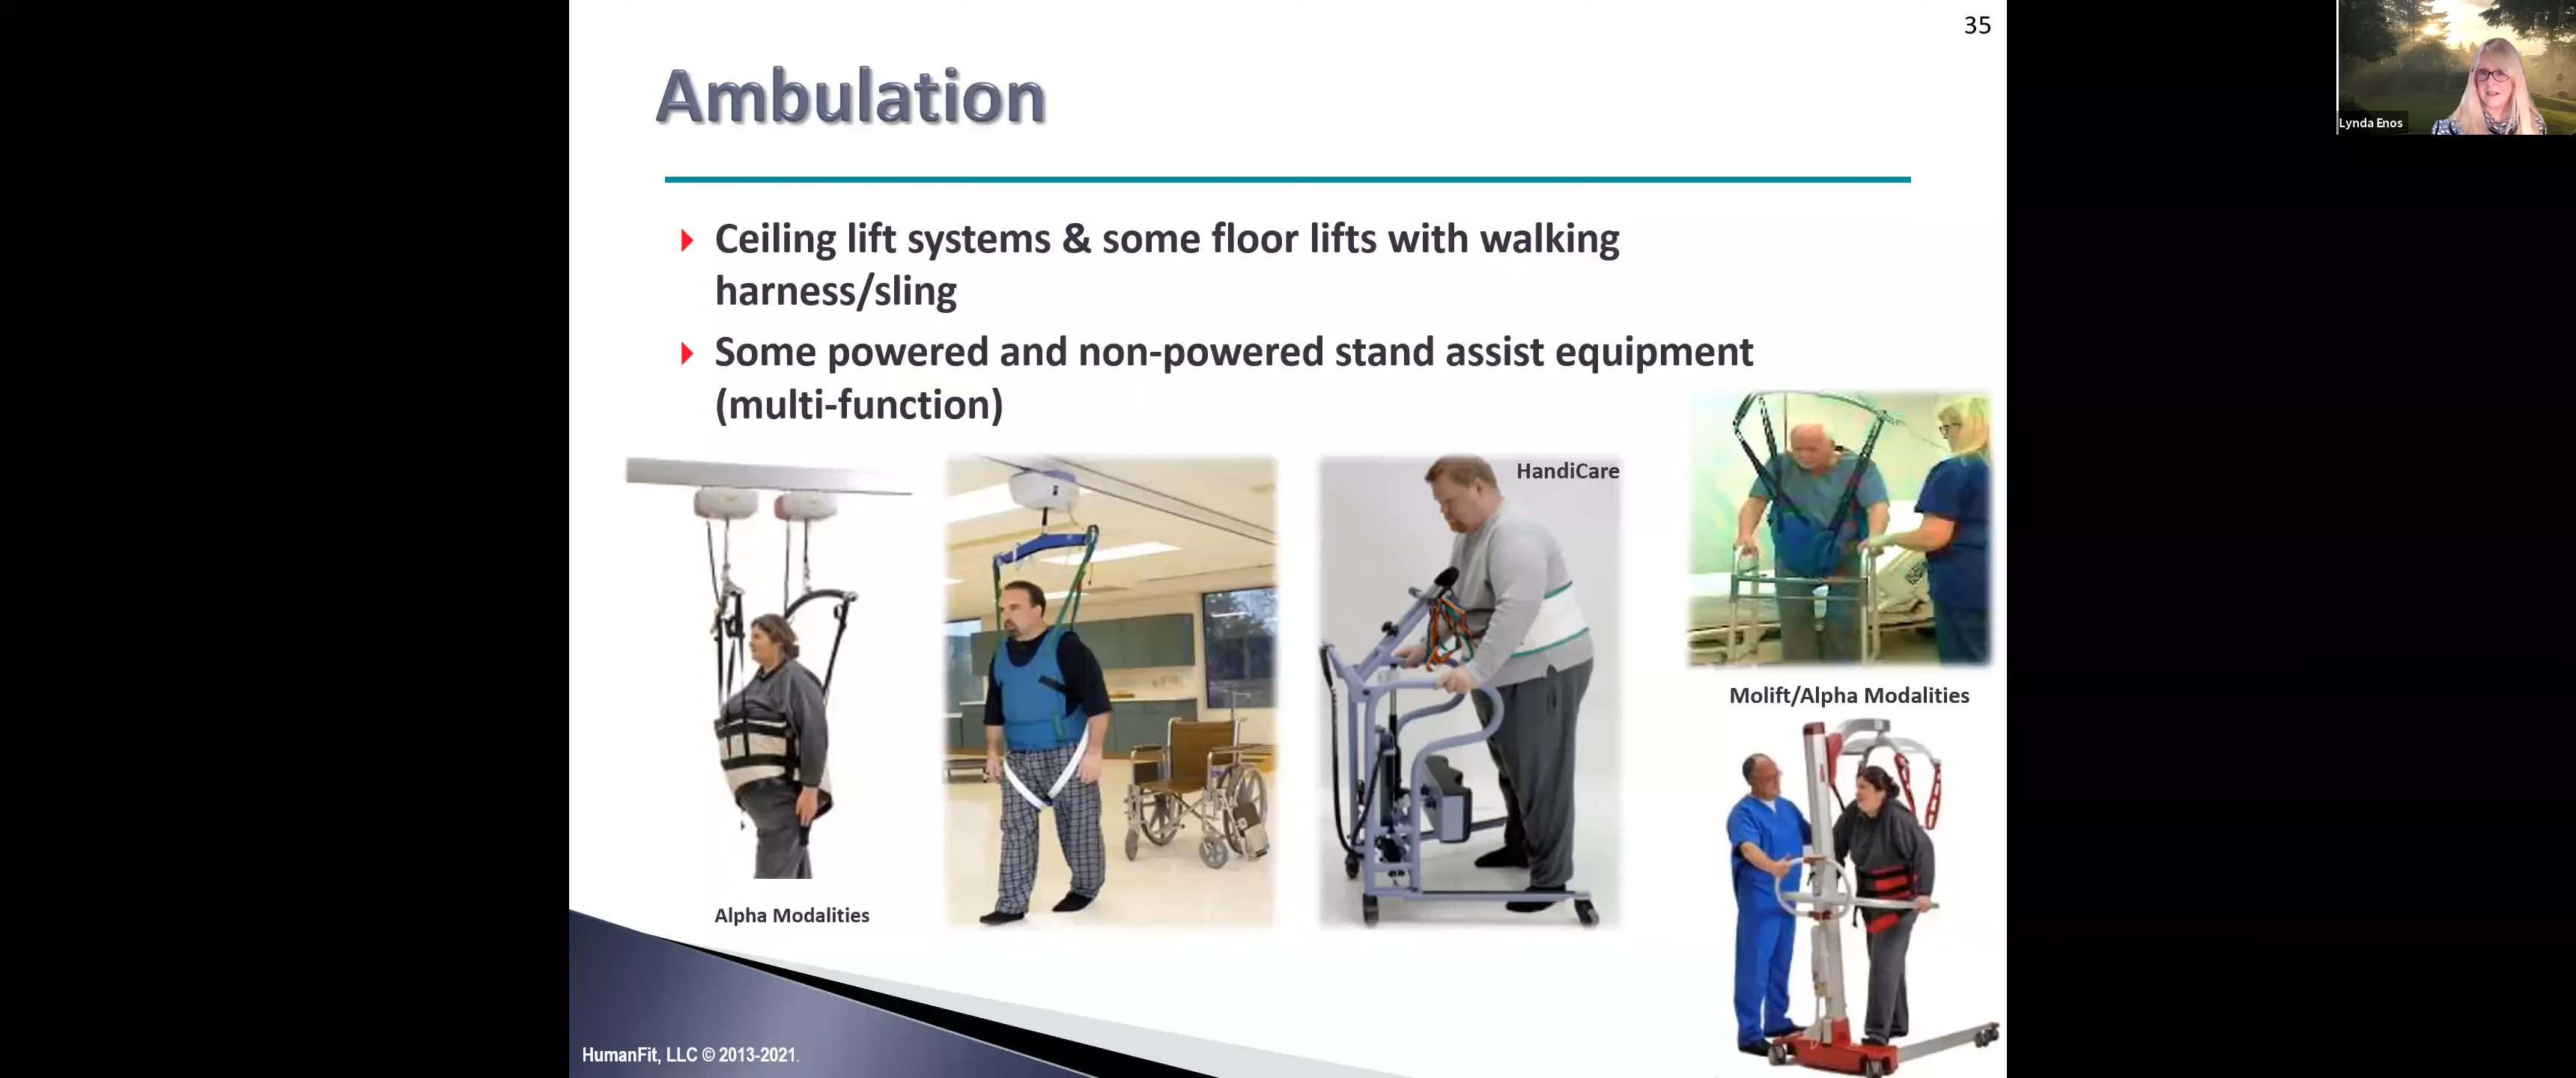 35
Lynda Enos
Ambulation
Ceiling lift systems & some floor lifts with walking
harness/sling
Some powered and non-powered stand assist equipment
(multi-function)
HandiCare
Molift/Alpha Modalities
Alpha Modalities
HumanFit, LLC © 2013-2021.